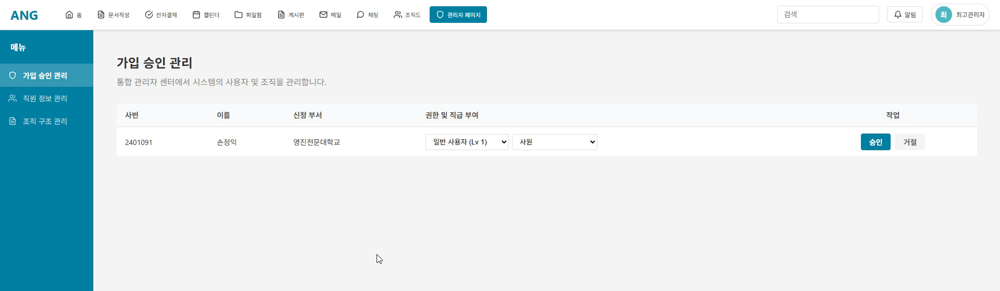 ANG 홈 문서작성 전자결재 캘린더 파일함 게시판 메일 채팅 조직도 관리자 페이지 검색 알림 최 최고관리자
메뉴
가입 승인 관리
직원 정보 관리
조직 구조 관리
가입 승인 관리
통합 관리자 센터에서 시스템의 사용자 및 조직을 관리합니다.
사번 이름 신청 부서 권한 및 직급 부여 작업
2401091 손정익 영진전문대학교 일반 사용자 (Lv 1) 사원 승인 거절